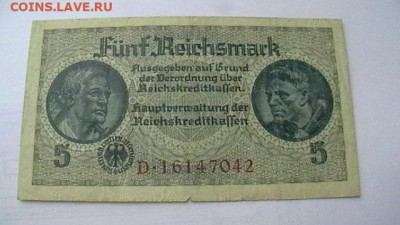 COINS.LAVE.RU
Fünf Reichsmark
Ausgegeben auf Grund
der Verordnung über
Reichskreditkassen
Hauptverwaltung der
Reichskreditkassen
5 5
D·16147042